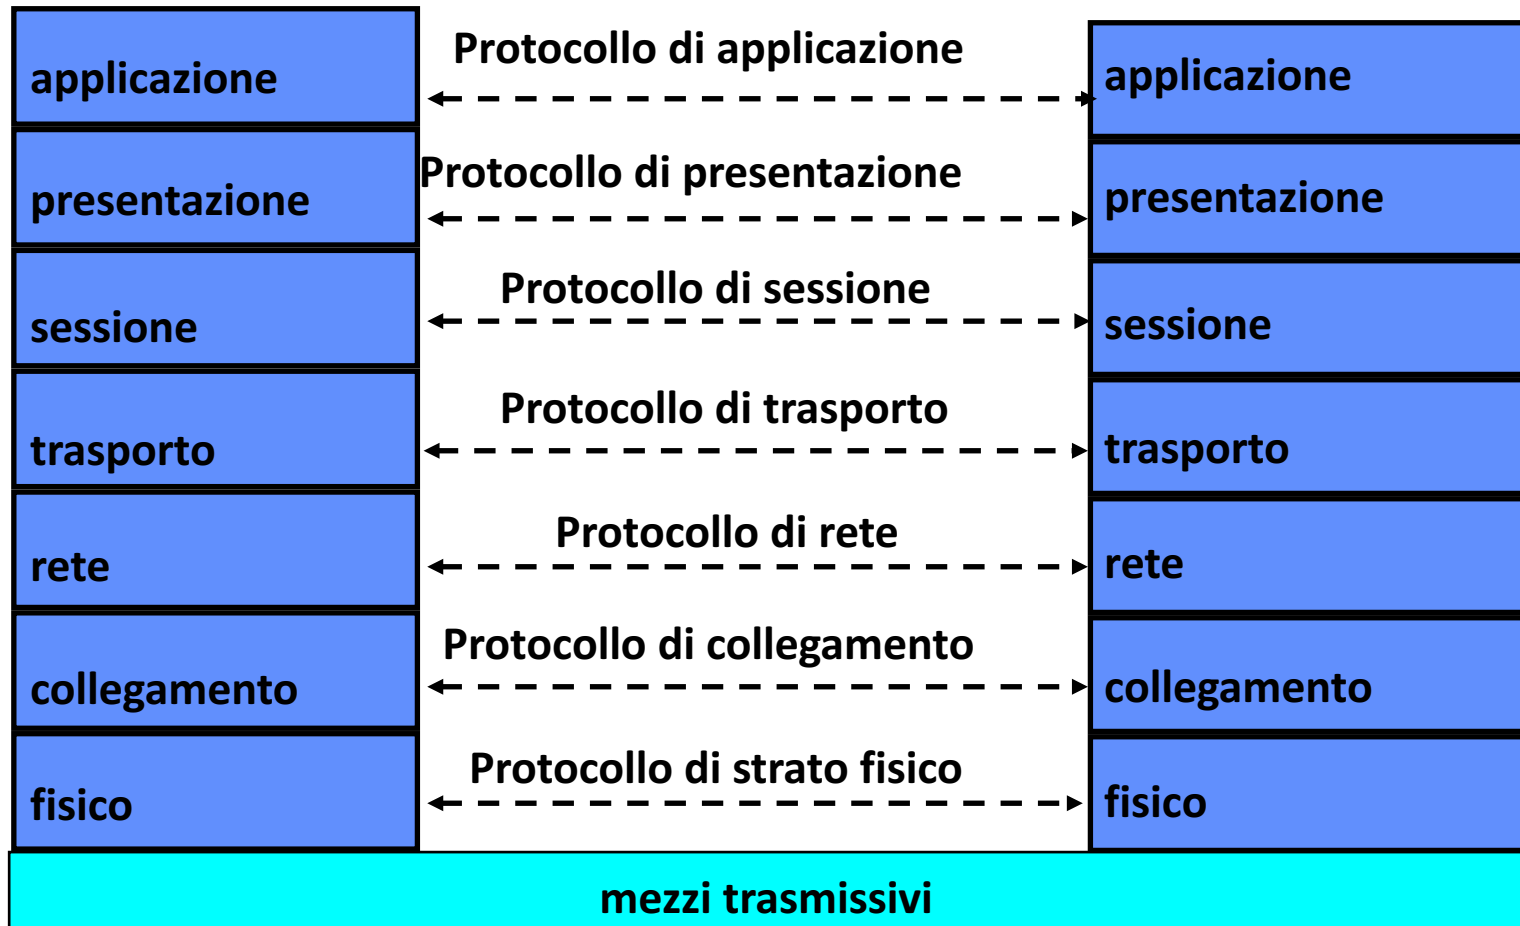 applicazione
Protocollo di applicazione
applicazione
presentazione
Protocollo di presentazione
presentazione
sessione
Protocollo di sessione
sessione
trasporto
Protocollo di trasporto
trasporto
rete
Protocollo di rete
rete
collegamento
Protocollo di collegamento
collegamento
fisico
Protocollo di strato fisico
fisico
mezzi trasmissivi